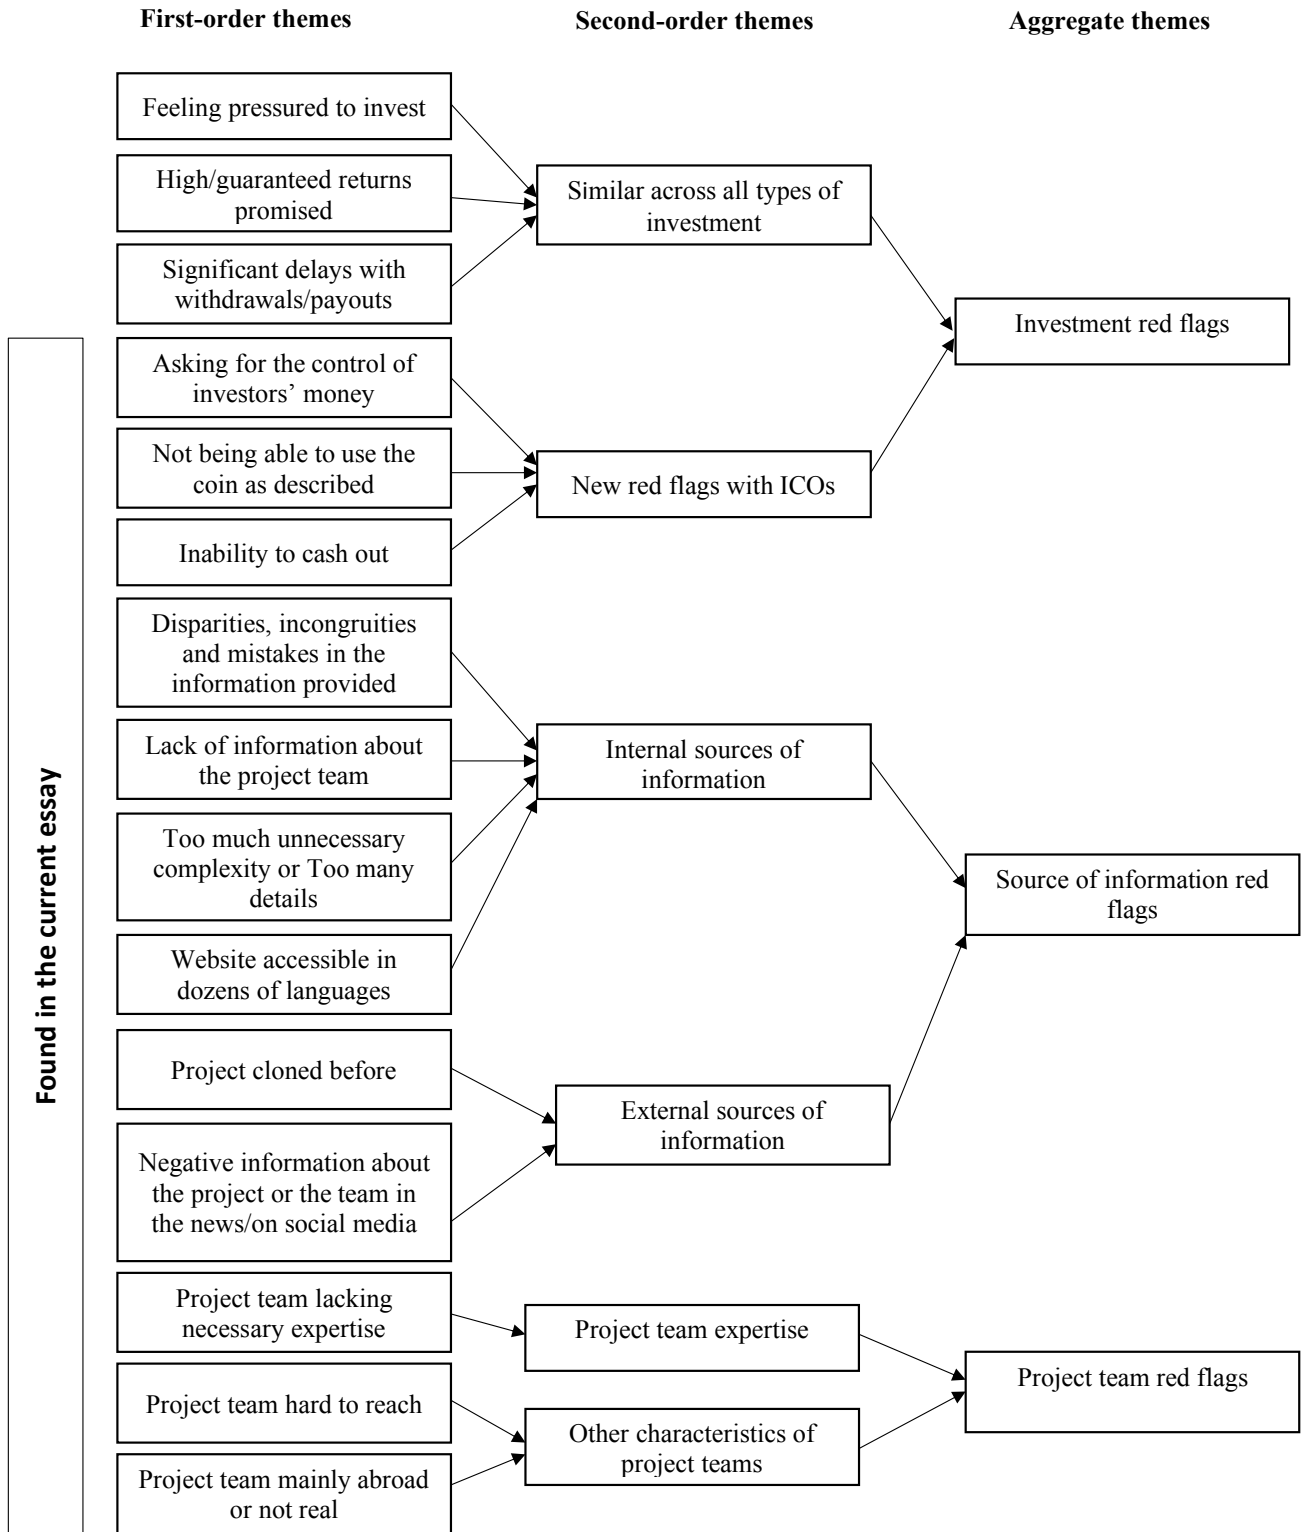 First-order themes
Second-order themes
Aggregate themes
Feeling pressured to invest
High/guaranteed returns
promised
Significant delays with
withdrawals/payouts
Similar across all types of
investment
Investment red flags
Asking for the control of
investors’ money
Not being able to use the
coin as described
Inability to cash out
New red flags with ICOs
Found in the current essay
Disparities, incongruities
and mistakes in the
information provided
Lack of information about
the project team
Too much unnecessary
complexity or Too many
details
Website accessible in
dozens of languages
Internal sources of
information
Source of information red
flags
Project cloned before
Negative information about
the project or the team in
the news/on social media
External sources of
information
Project team lacking
necessary expertise
Project team expertise
Project team red flags
Project team hard to reach
Project team mainly abroad
or not real
Other characteristics of
project teams